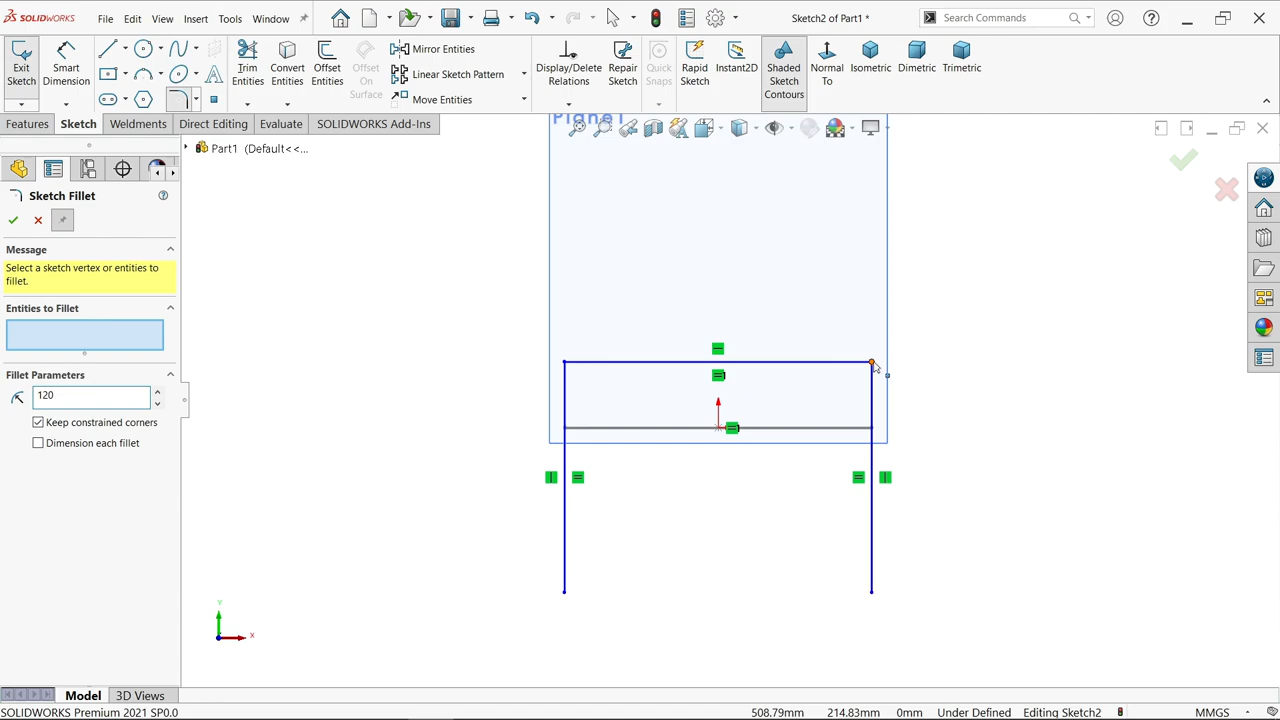 SOLIDWORKS File Edit View Insert Tools Window Sketch2 of Part1 * Search Commands
Exit Sketch
Smart Dimension
Trim Entities
Convert Entities
Offset Entities
Offset On Surface
Mirror Entities
Linear Sketch Pattern
Move Entities
Display/Delete Relations
Repair Sketch
Quick Snaps
Rapid Sketch
Instant2D
Shaded Sketch Contours
Normal To
Isometric
Dimetric
Trimetric
Features Sketch Weldments Direct Editing Evaluate SOLIDWORKS Add-Ins
Plane1
Part1 (Default<<...
Sketch Fillet
Message
Select a sketch vertex or entities to
fillet.
Entities to Fillet
Fillet Parameters
120
Keep constrained corners
Dimension each fillet
Y
X
Model 3D Views
SOLIDWORKS Premium 2021 SP0.0 508.79mm 214.83mm 0mm Under Defined Editing Sketch2 MMGS